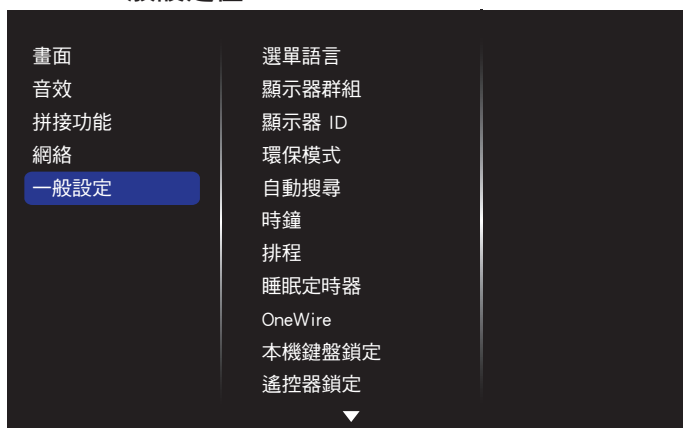 畫面
音效
拼接功能
網絡
一般設定
選單語言
顯示器群組
顯示器 ID
環保模式
自動搜尋
時鐘
排程
睡眠定時器
OneWire
本機鍵盤鎖定
遙控器鎖定